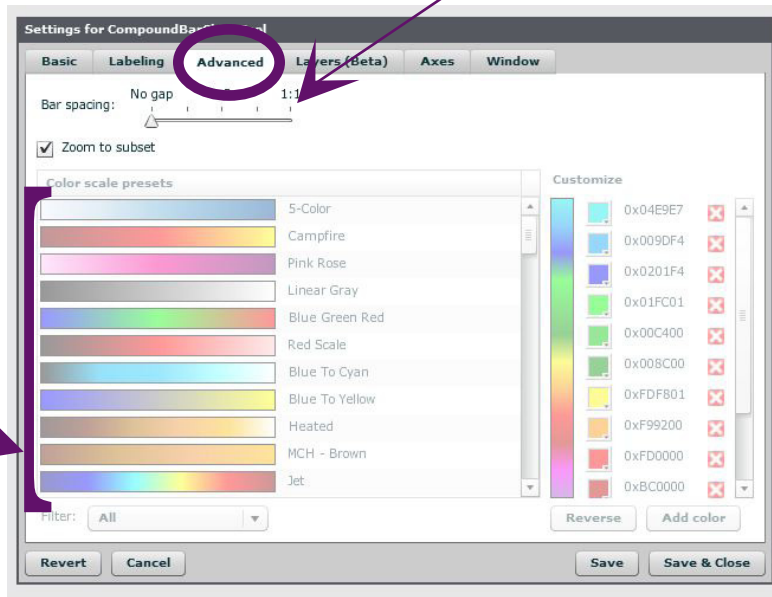 Settings for
Basic Labeling Advanced Layers (Beta) Axes Window
Bar spacing: No gap
Zoom to subset
Color scale presets
5-Color
Campfire
Pink Rose
Linear Gray
Blue Green Red
Red Scale
Blue To Cyan
Blue To Yellow
Heated
MCH - Brown
Jet
Filter: All
Customize
0x04E9E7
0x009DF4
0x0201F4
0x01FC01
0x00C400
0x008C00
0xFDF801
0xF99200
0xFD0000
0xBC0000
Reverse Add color
Revert Cancel Save Save & Close